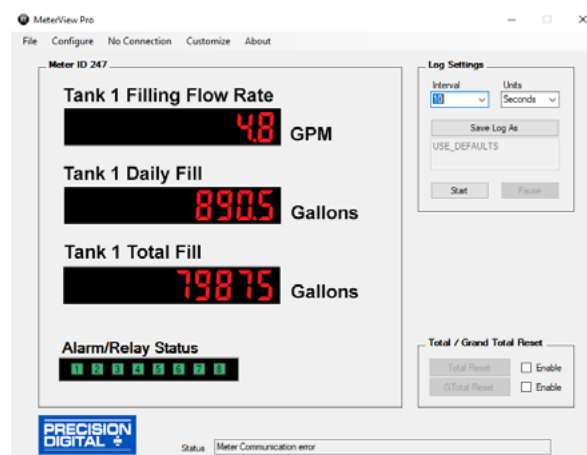 MeterView Pro
File Configure No Connection Customize About
Meter ID 247
Tank 1 Filling Flow Rate
4.8 GPM
Tank 1 Daily Fill
890.5 Gallons
Tank 1 Total Fill
79875 Gallons
Alarm/Relay Status
1 2 3 4 5 6 7 8
Log Settings
Interval Units
10 Seconds
Save Log As
USE_DEFAULTS
Start Pause
Total / Grand Total Reset
Total Reset Enable
GTotal Reset Enable
PRECISION
DIGITAL
Status Meter Communication error